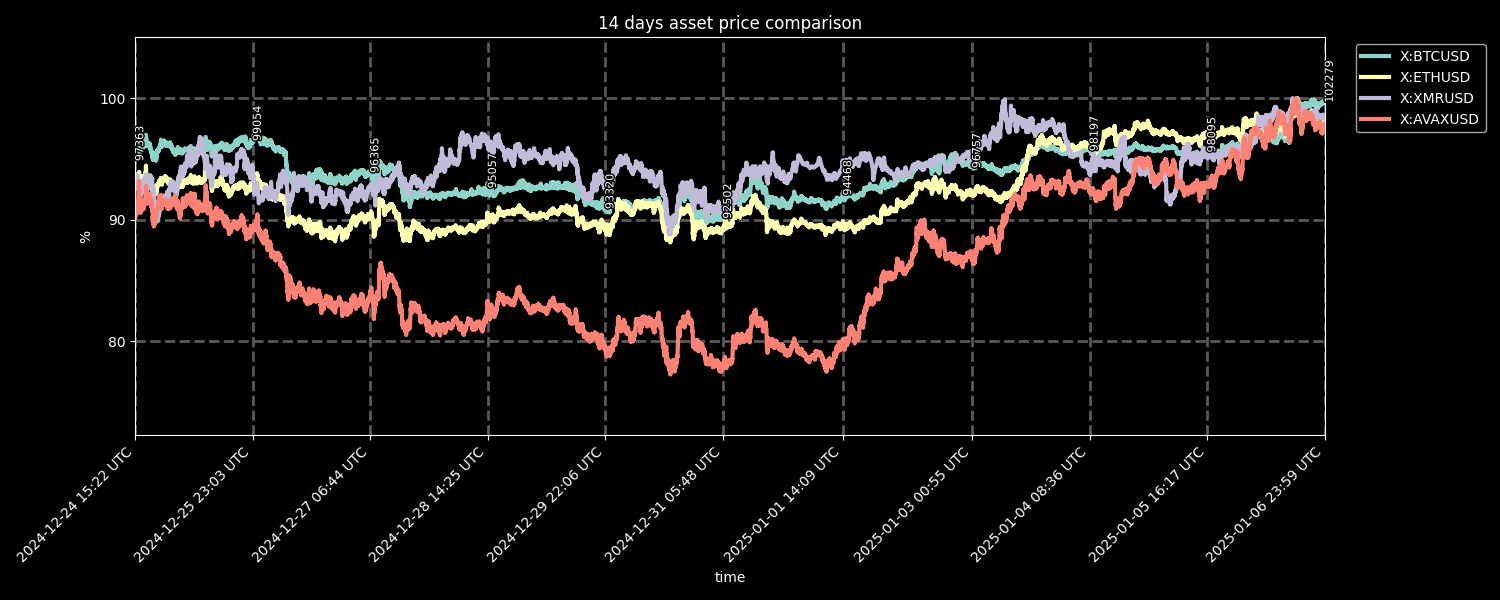 14 days asset price comparison
X:BTCUSD
X:ETHUSD
X:XMRUSD
X:AVAXUSD
%
100
90
80
97363
99054
96365
95057
93320
92502
94468
96757
98197
98095
102279
2024-12-24 15:22 UTC
2024-12-25 23:03 UTC
2024-12-27 06:44 UTC
2024-12-28 14:25 UTC
2024-12-29 22:06 UTC
2024-12-31 05:48 UTC
2025-01-01 14:09 UTC
2025-01-03 00:55 UTC
2025-01-04 08:36 UTC
2025-01-05 16:17 UTC
2025-01-06 23:59 UTC
time